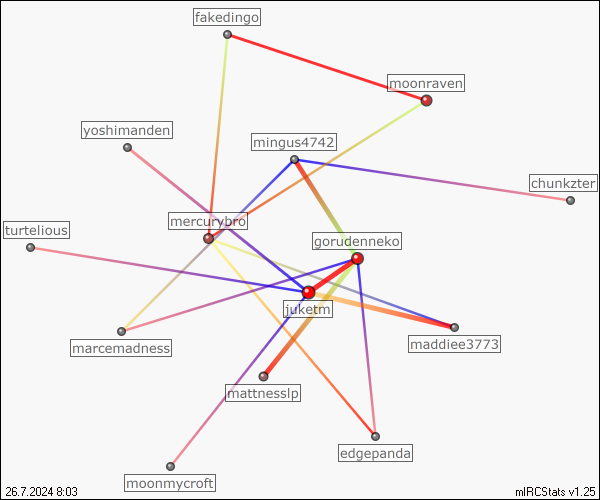 fakedingo
moonraven
yoshimanden
mingus4742
chunkzter
mercurybro
turtelious
gorudenneko
juketm
marcemadness
maddiee3773
mattnesslp
edgepanda
moonmycroft
26.7.2024 8:03
mIRCStats v1.25